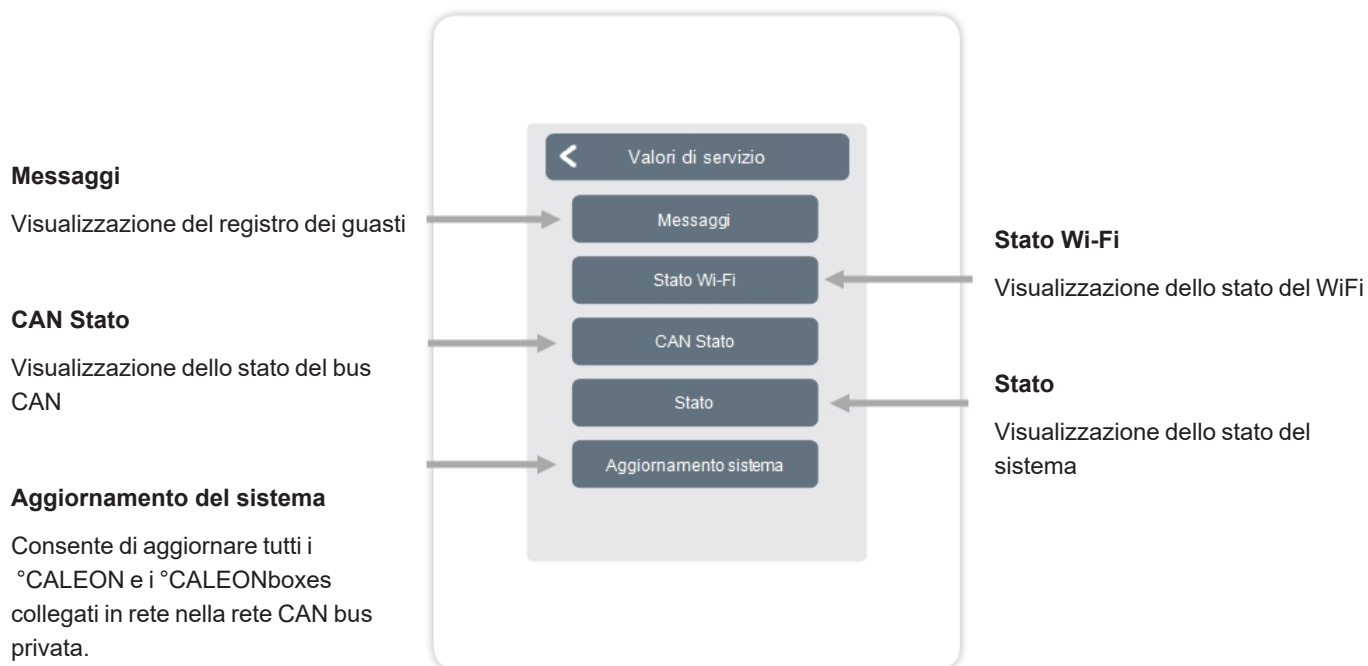 Messaggi
Visualizzazione del registro dei guasti
CAN Stato
Visualizzazione dello stato del bus
CAN
Aggiornamento del sistema
Consente di aggiornare tutti i
°CALEON e i °CALEONboxes
collegati in rete nella rete CAN bus
privata.
Valori di servizio
Messaggi
Stato Wi-Fi
CAN Stato
Stato
Aggiornamento sistema
Stato Wi-Fi
Visualizzazione dello stato del WiFi
Stato
Visualizzazione dello stato del
sistema